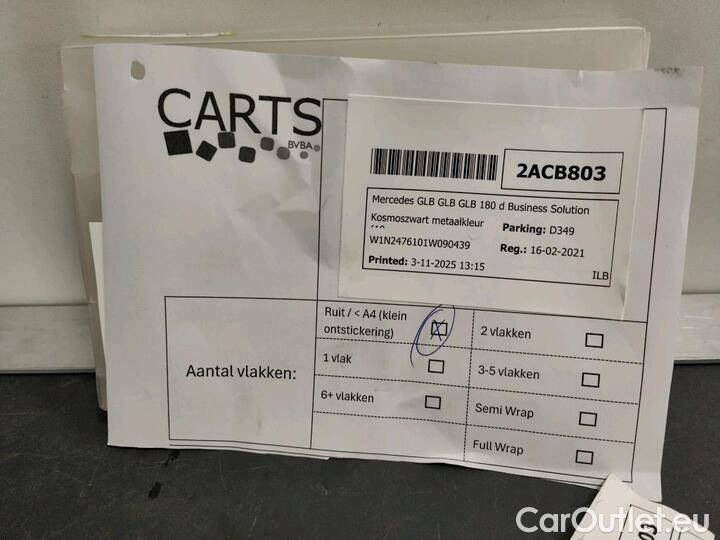 CARTS
BVBA
2ACB803
Mercedes GLB GLB GLB 180 d Business Solution
Kosmoszwart metaalkleur
Parking: D349
W1N2476101W090439
Reg.: 16-02-2021
Printed: 3-11-2025 13:15
ILB
Aantal vlakken:
Ruit / < A4 (klein
ontstickering)
2 vlakken
1 vlak
3-5 vlakken
6+ vlakken
Semi Wrap
Full Wrap
03
CarOutlet.eu